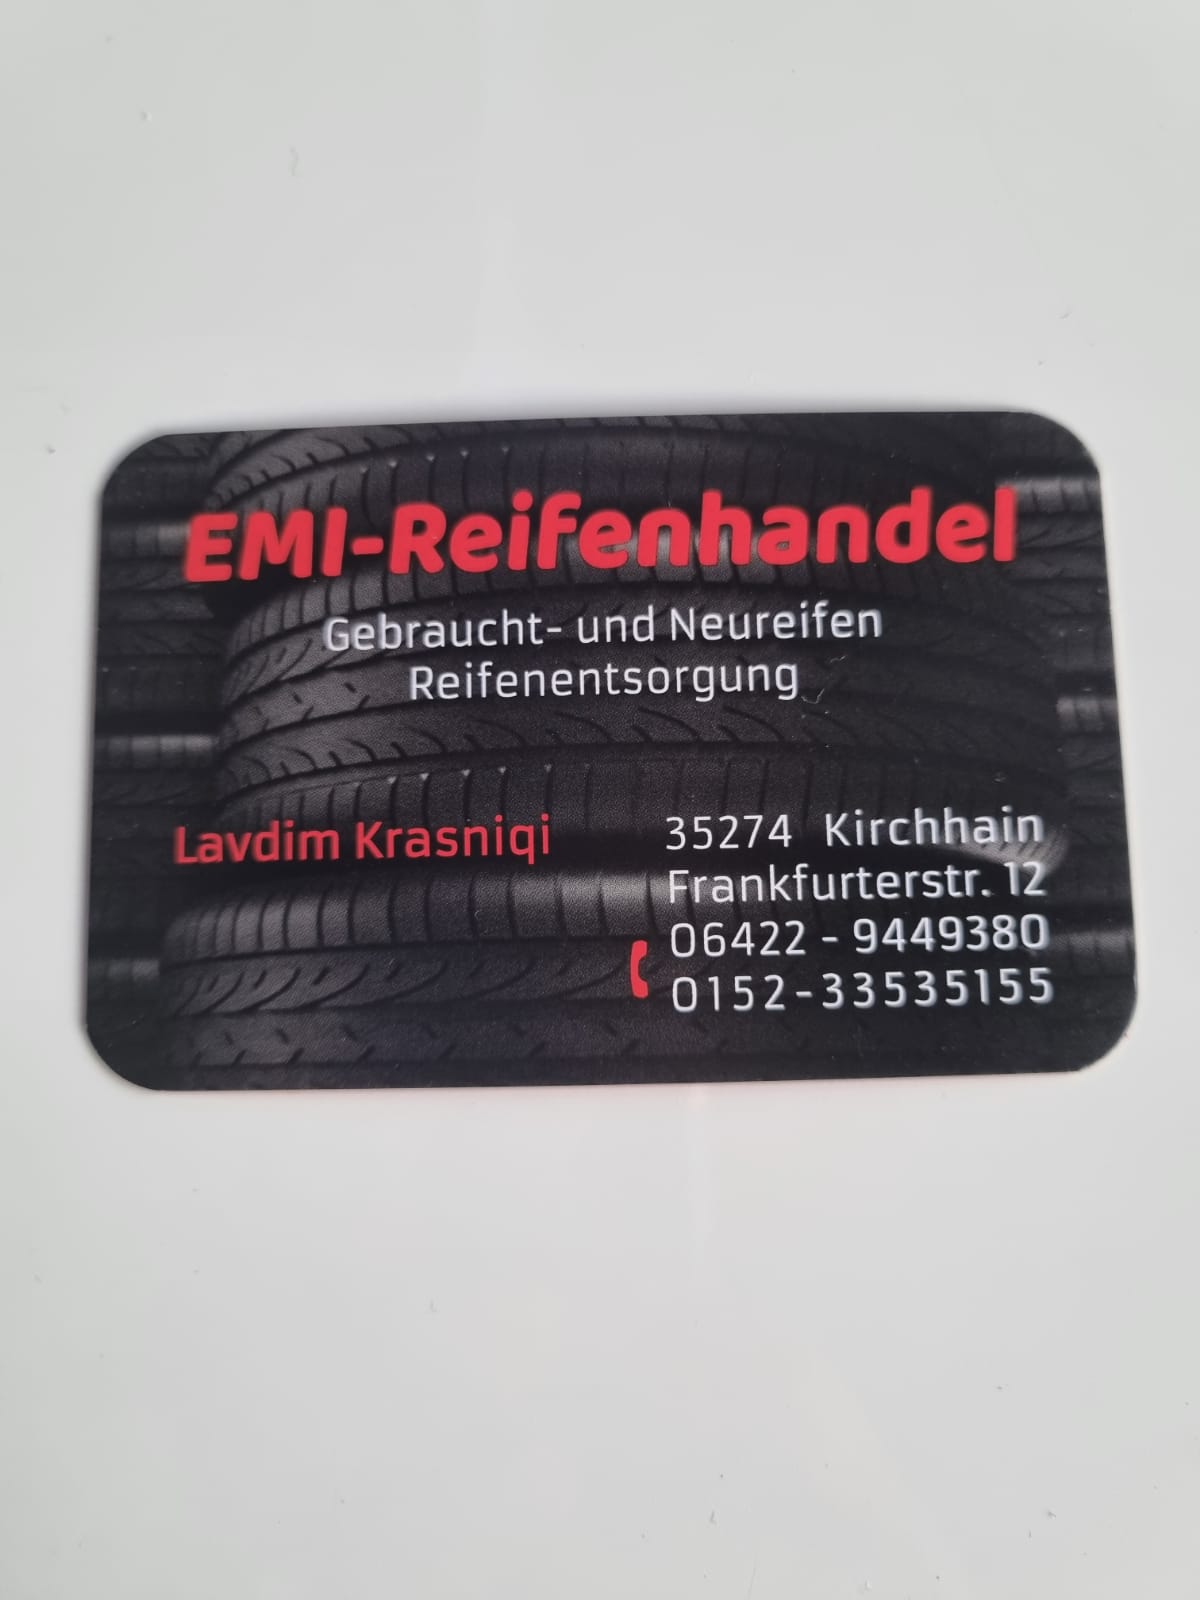 EMI-Reifenhandel
Gebraucht- und Neureifen
Reifenentsorgung
Lavdim Krasniqi
35274 Kirchhain
Frankfurterstr. 12
06422 - 9449380
0152-33535155